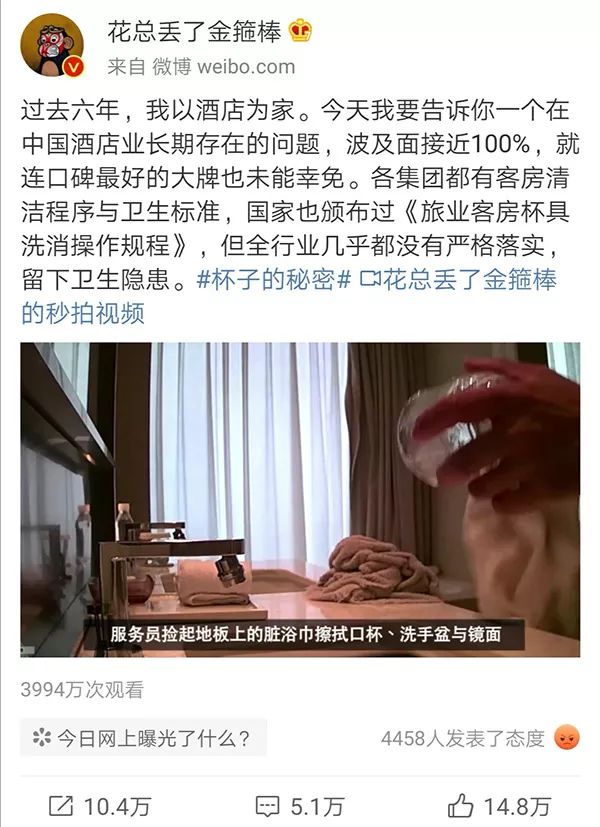 花总丢了金箍棒
来自 微博 weibo.com
过去六年，我以酒店为家。今天我要告诉你一个在
中国酒店业长期存在的问题，波及面接近100%，就
连口碑最好的大牌也未能幸免。各集团都有客房清
洁程序与卫生标准，国家也颁布过《旅业客房杯具
洗消操作规程》，但全行业几乎都没有严格落实，
留下卫生隐患。#杯子的秘密# 花总丢了金箍棒
的秒拍视频
服务员捡起地板上的脏浴巾擦拭口杯、洗手盆与镜面
3994万次观看
今日网上曝光了什么？
4458人发表了态度
10.4万
5.1万
14.8万